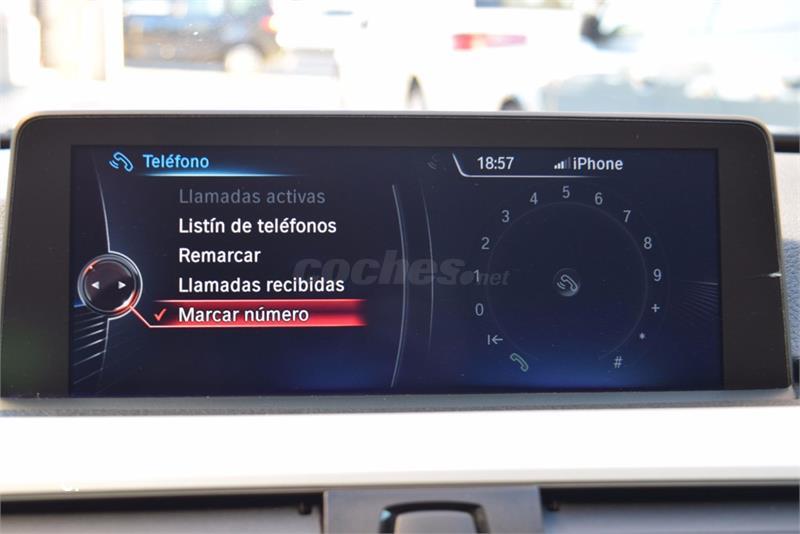 Teléfono
18:57 iPhone
Llamadas activas
Listín de teléfonos
Remarcar
Llamadas recibidas
Marcar número
coches.net
0
1
2
3
4
5
6
7
8
9
+
*
#